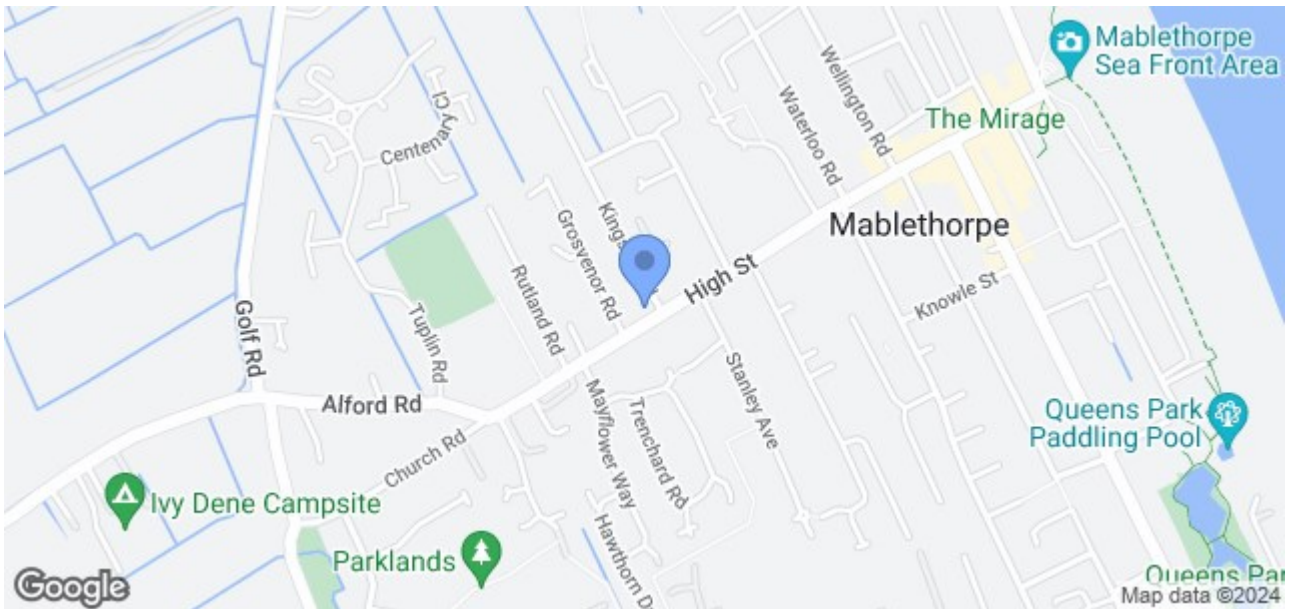 Mablethorpe
Sea Front Area
Wellington Rd
The Mirage
Waterloo Rd
Centenary Cl
Mablethorpe
Grosvenor Rd
High St
Rutland Rd
Knowle St
Golf Rd
Tuplin Rd
Stanley Ave
Alford Rd
Mayflower Way
Trenchard Rd
Queens Park
Paddling Pool
Church Rd
Ivy Dene Campsite
Parklands
Hawthorn D
Queens Par
Google
Map data ©2024